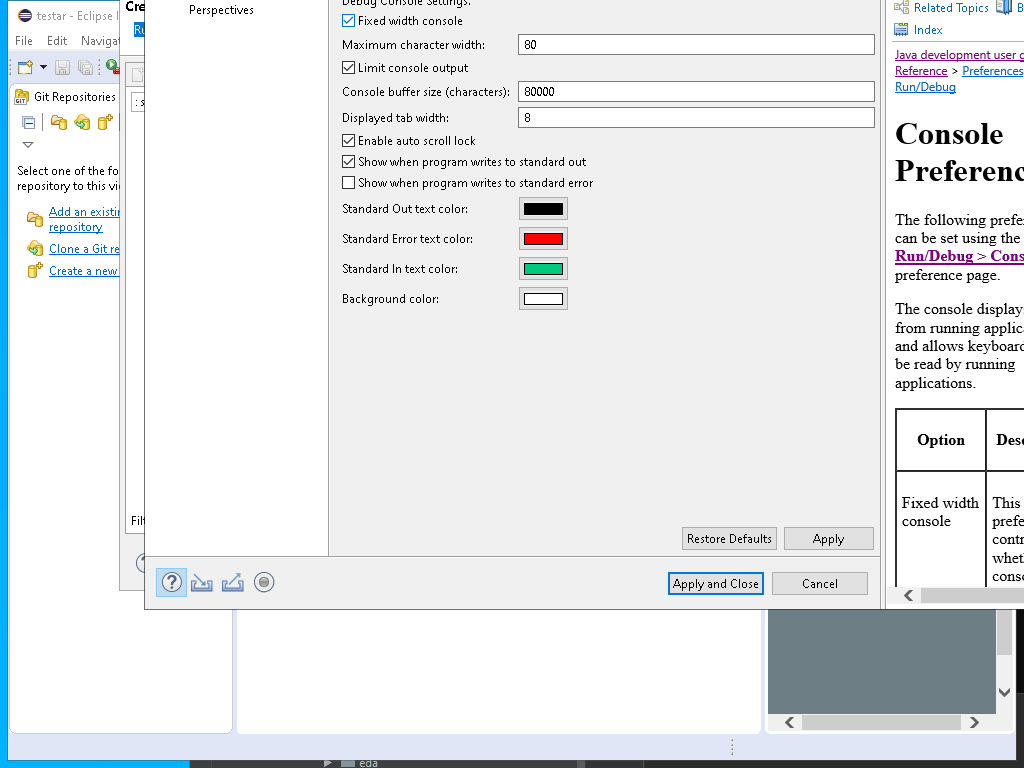 testar - Eclipse
File Edit
Git Repositories
Select one of the fo
repository to this vi
Add an existin
repository
Clone a Git re
Create a new
Cre
Ru
: s
Filt
Perspectives
Debug Console Settings.
Fixed width console
Maximum character width: 80
Limit console output
Console buffer size (characters): 80000
Displayed tab width: 8
Enable auto scroll lock
Show when program writes to standard out
Show when program writes to standard error
Standard Out text color:
Standard Error text color:
Standard In text color:
Background color:
Restore Defaults Apply
Apply and Close Cancel
Related Topics B
Index
Java development user g
Reference > Preferences
Run/Debug
Console
Preferenc
The following prefer
can be set using the
Run/Debug > Cons
preference page.
The console displays
from running applica
and allows keyboard
be read by running
applications.
Option Desc
Fixed width
console
This
prefe
contr
wheth
conso
eda